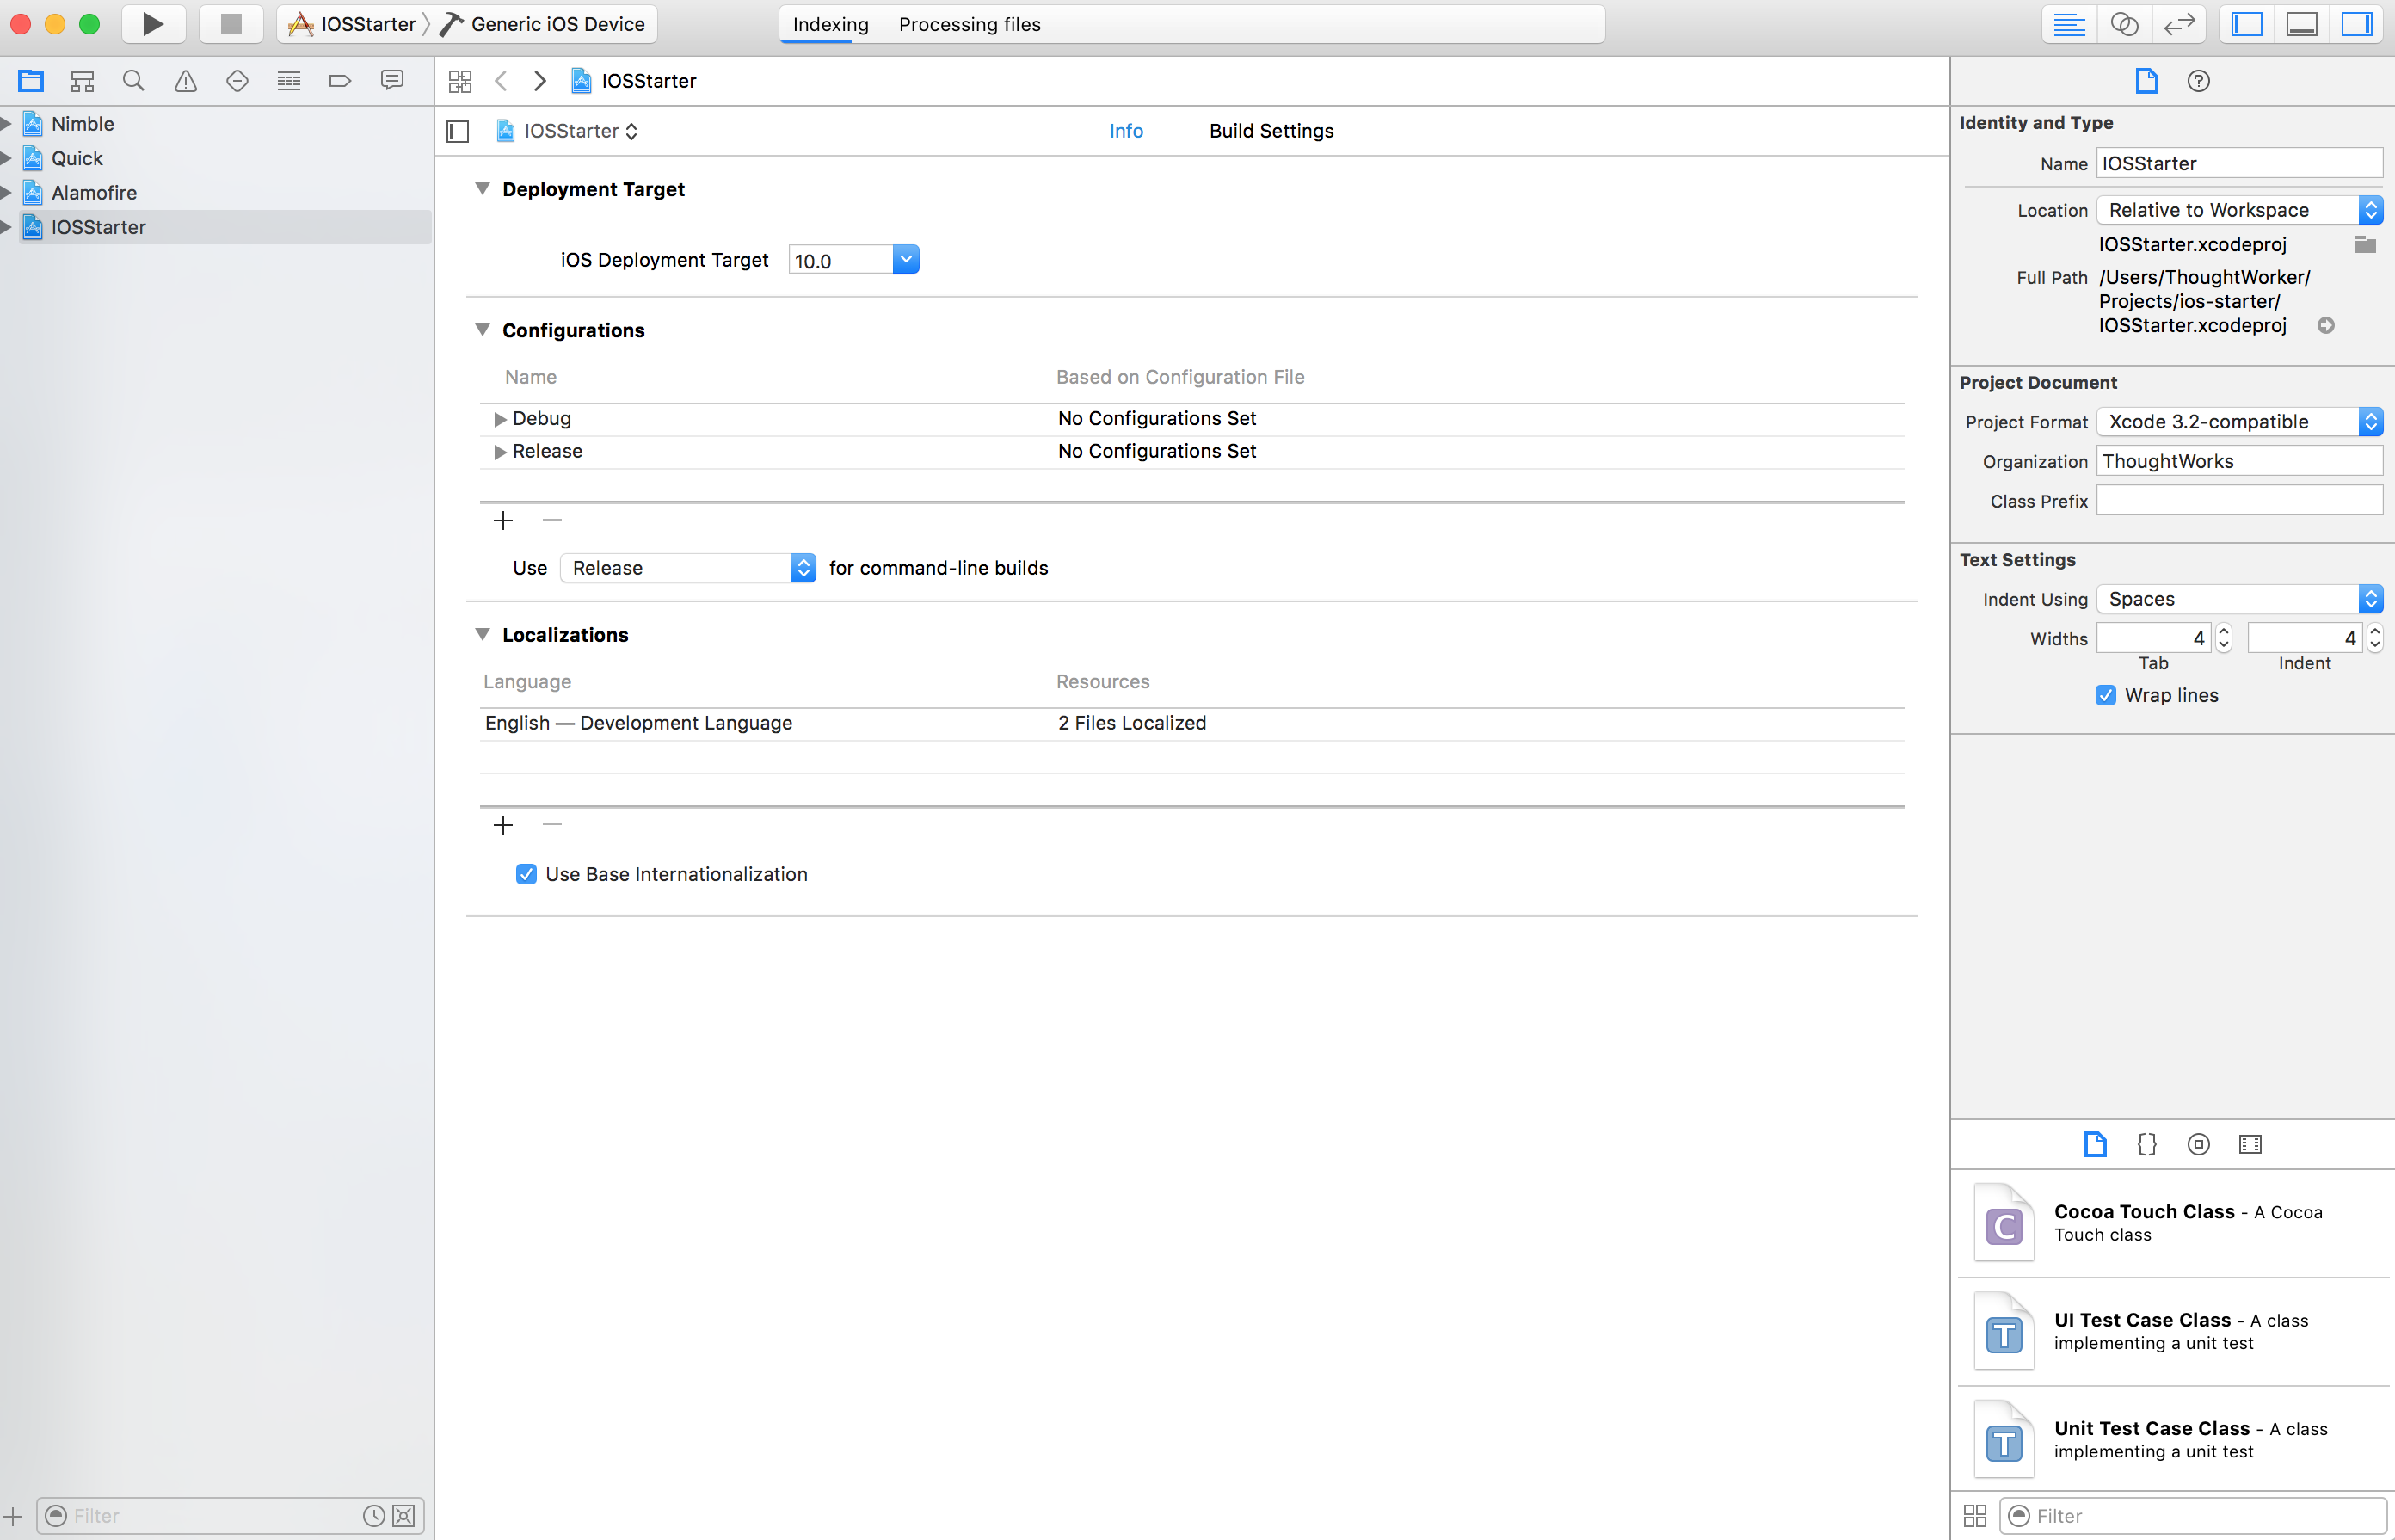 IOSStarter Generic iOS Device
Indexing | Processing files
Nimble
Quick
Alamofire
IOSStarter
Filter
IOSStarter
IOSStarter
Info Build Settings
Deployment Target
iOS Deployment Target 10.0
Configurations
Name Based on Configuration File
Debug No Configurations Set
Release No Configurations Set
Use Release for command-line builds
Localizations
Language Resources
English — Development Language 2 Files Localized
Use Base Internationalization
Identity and Type
Name IOSStarter
Location Relative to Workspace
IOSStarter.xcodeproj
Full Path /Users/ThoughtWorker/
Projects/ios-starter/
IOSStarter.xcodeproj
Project Document
Project Format Xcode 3.2-compatible
Organization ThoughtWorks
Class Prefix
Text Settings
Indent Using Spaces
Widths 4 4
Tab Indent
Wrap lines
C
Cocoa Touch Class - A Cocoa
Touch class
T
UI Test Case Class - A class
implementing a unit test
T
Unit Test Case Class - A class
implementing a unit test
Filter